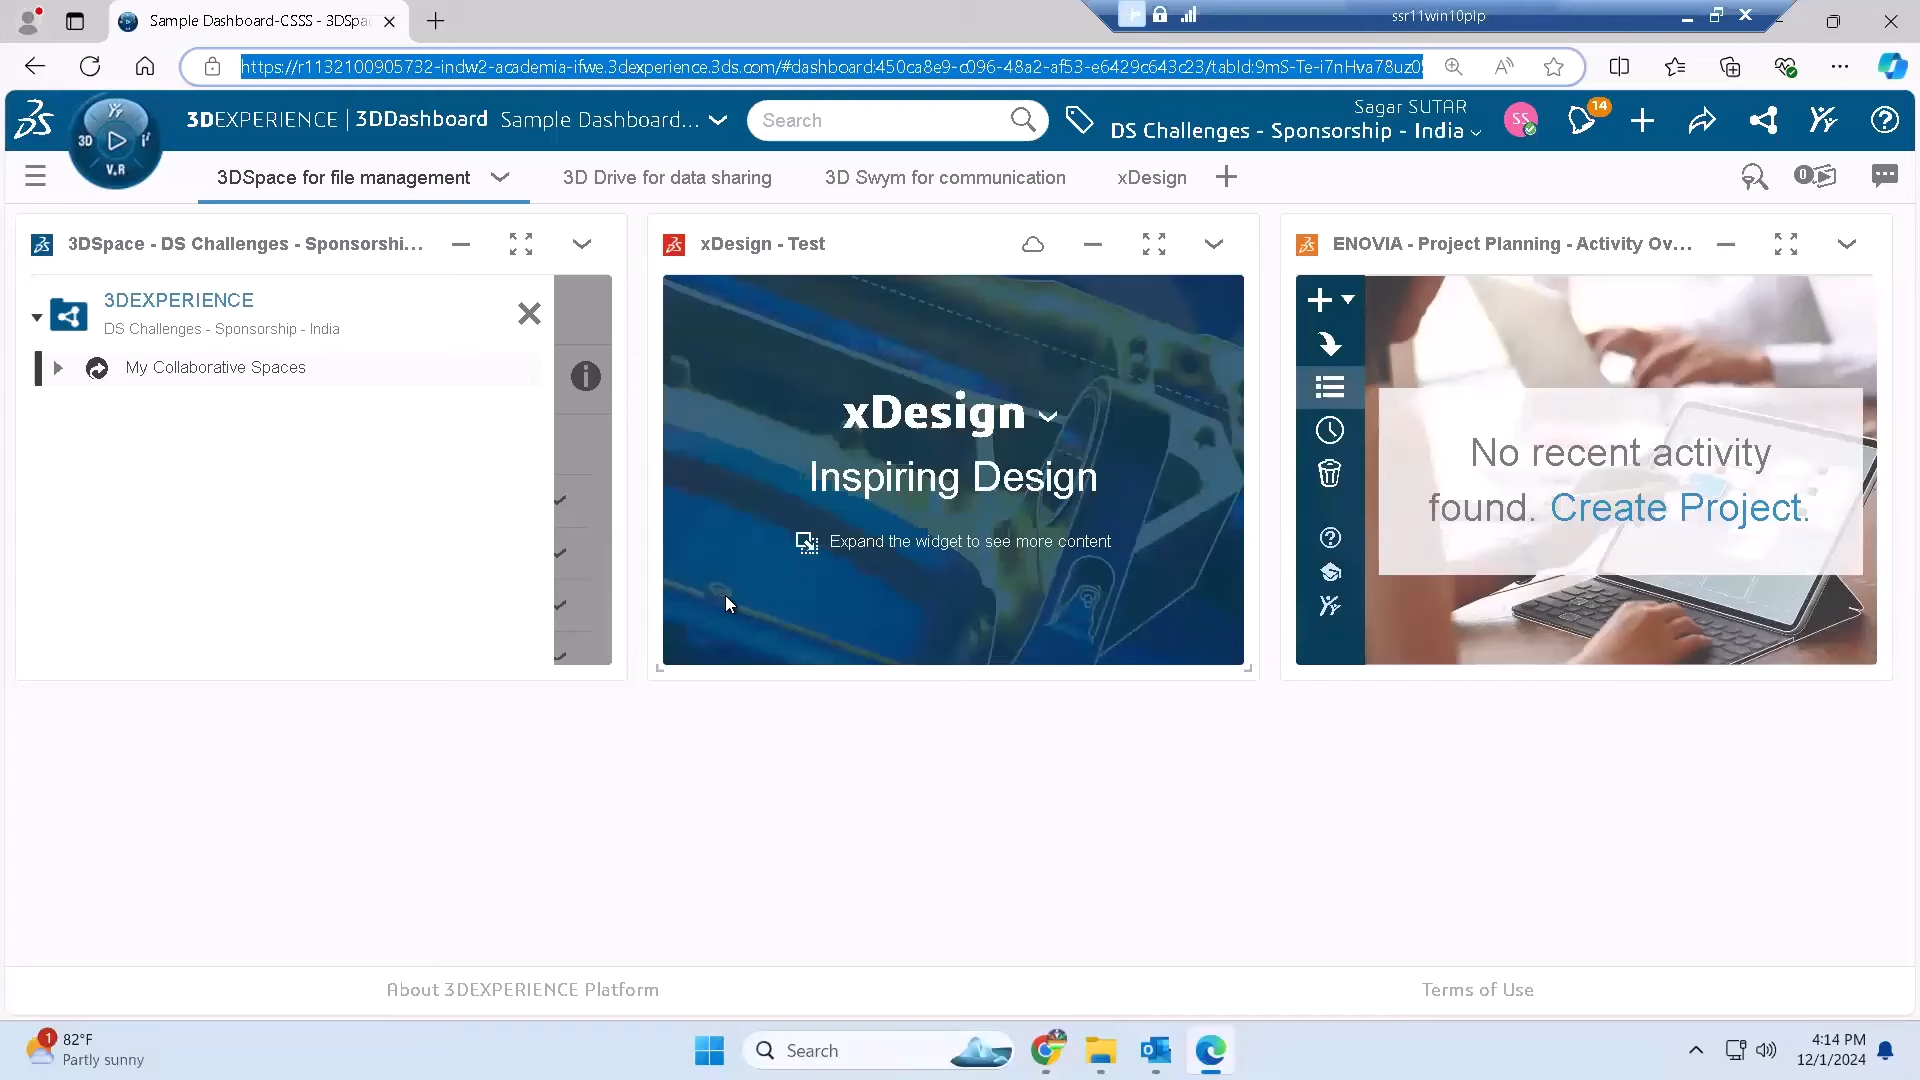 Sample Dashboard-CSSS - 3DSpa
ssr11win10plp
https://r1132100905732-indw2-academia-ifwe.3dexperience.3ds.com/#dashboard:450ca8e9-c096-48a2-af53-e6429c643c23/tabId:9mS-Te-i7nHva78uz0
3DEXPERIENCE | 3DDashboard Sample Dashboard...
Search
Sagar SUTAR
DS Challenges - Sponsorship - India
SS
14
3D
V.R
3DSpace for file management
3D Drive for data sharing
3D Swym for communication
xDesign
0
3DSpace - DS Challenges - Sponsorshi...
3DEXPERIENCE
DS Challenges - Sponsorship - India
My Collaborative Spaces
xDesign - Test
xDesign
Inspiring Design
Expand the widget to see more content
ENOVIA - Project Planning - Activity Ov...
No recent activity
found. Create Project.
About 3DEXPERIENCE Platform
Terms of Use
1
82°F
Partly sunny
Search
4:14 PM
12/1/2024